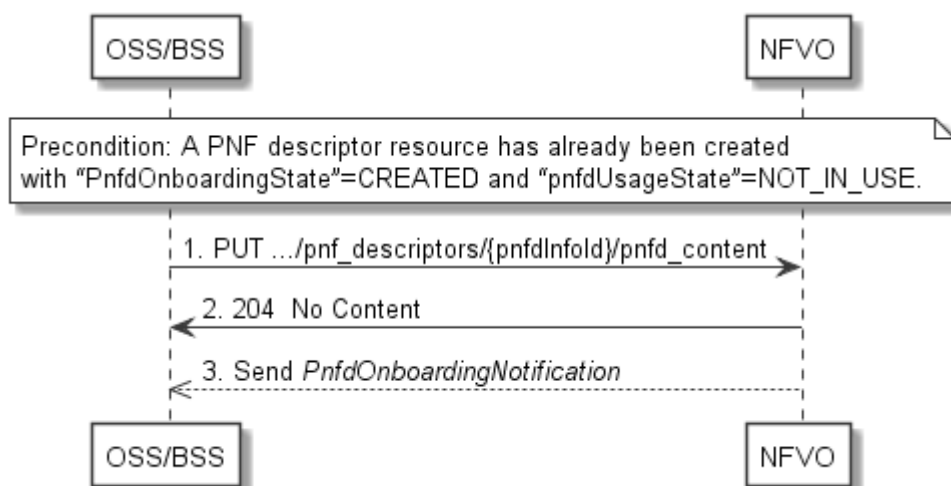 OSS/BSS
NFVO
Precondition: A PNF descriptor resource has already been created
with “PnfdOnboardingState”=CREATED and “pnfdUsageState”=NOT_IN_USE.
1. PUT .../pnf_descriptors/{pnfdInfoId}/pnfd_content
2. 204  No Content
3. Send PnfdOnboardingNotification
OSS/BSS
NFVO